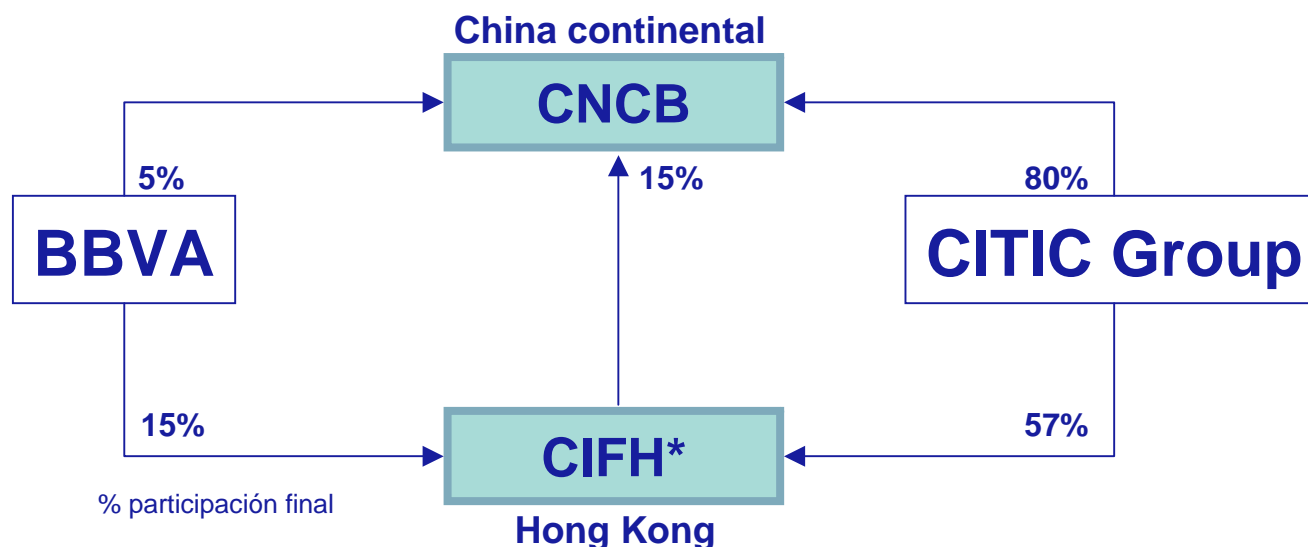 China continental
CNCB
5%
15%
80%
BBVA
CITIC Group
15%
57%
CIFH*
% participación final
Hong Kong